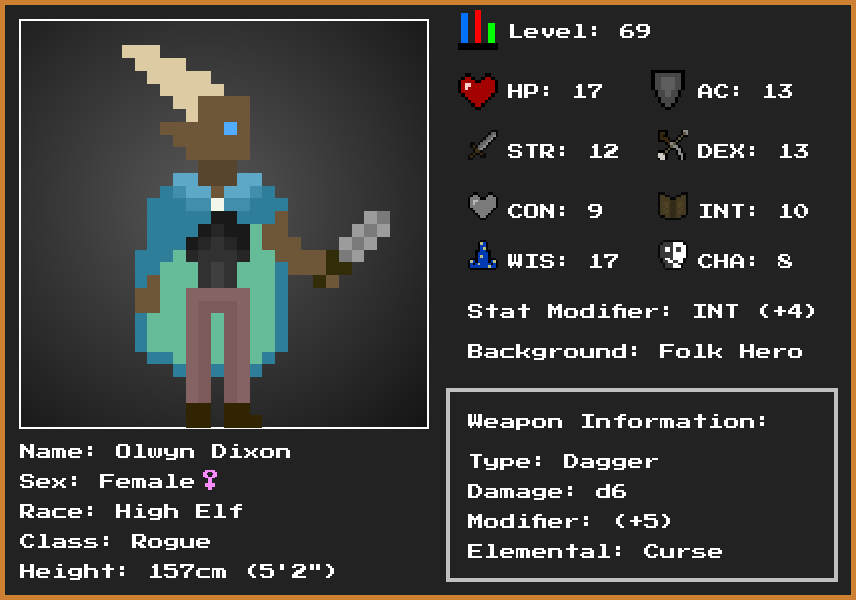 Level: 69
HP: 17 AC: 13
STR: 12 DEX: 13
CON: 9 INT: 10
WIS: 17 CHA: 8
Stat Modifier: INT (+4)
Background: Folk Hero
Weapon Information:
Type: Dagger
Damage: d6
Modifier: (+5)
Elemental: Curse
Name: Olwyn Dixon
Sex: Female♀
Race: High Elf
Class: Rogue
Height: 157cm (5'2")